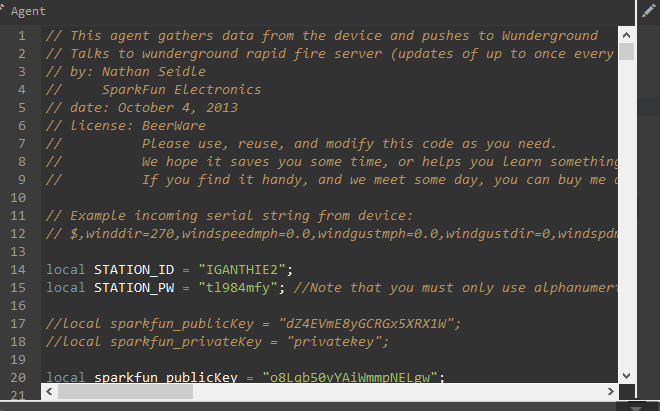 Agent
1 // This agent gathers data from the device and pushes to Wunderground
2 // Talks to wunderground rapid fire server (updates of up to once every
3 // by: Nathan Seidle
4 //     SparkFun Electronics
5 // date: October 4, 2013
6 // license: BeerWare
7 //          Please use, reuse, and modify this code as you need.
8 //          We hope it saves you some time, or helps you learn something
9 //          If you find it handy, and we meet some day, you can buy me
10
11 // Example incoming serial string from device:
12 // $,winddir=270,windspeedmph=0.0,windgustmph=0.0,windgustdir=0,windspdm
13
14 local STATION_ID = "IGANTHIE2";
15 local STATION_PW = "tl984mfy"; //Note that you must only use alphanumeri
16
17 //local sparkfun_publicKey = "dZ4EVmE8yGCRGx5XRX1W";
18 //local sparkfun_privateKey = "privatekey";
19
20 local sparkfun_publicKey = "o8Lqb50vYAiWmmpNELgw";
21